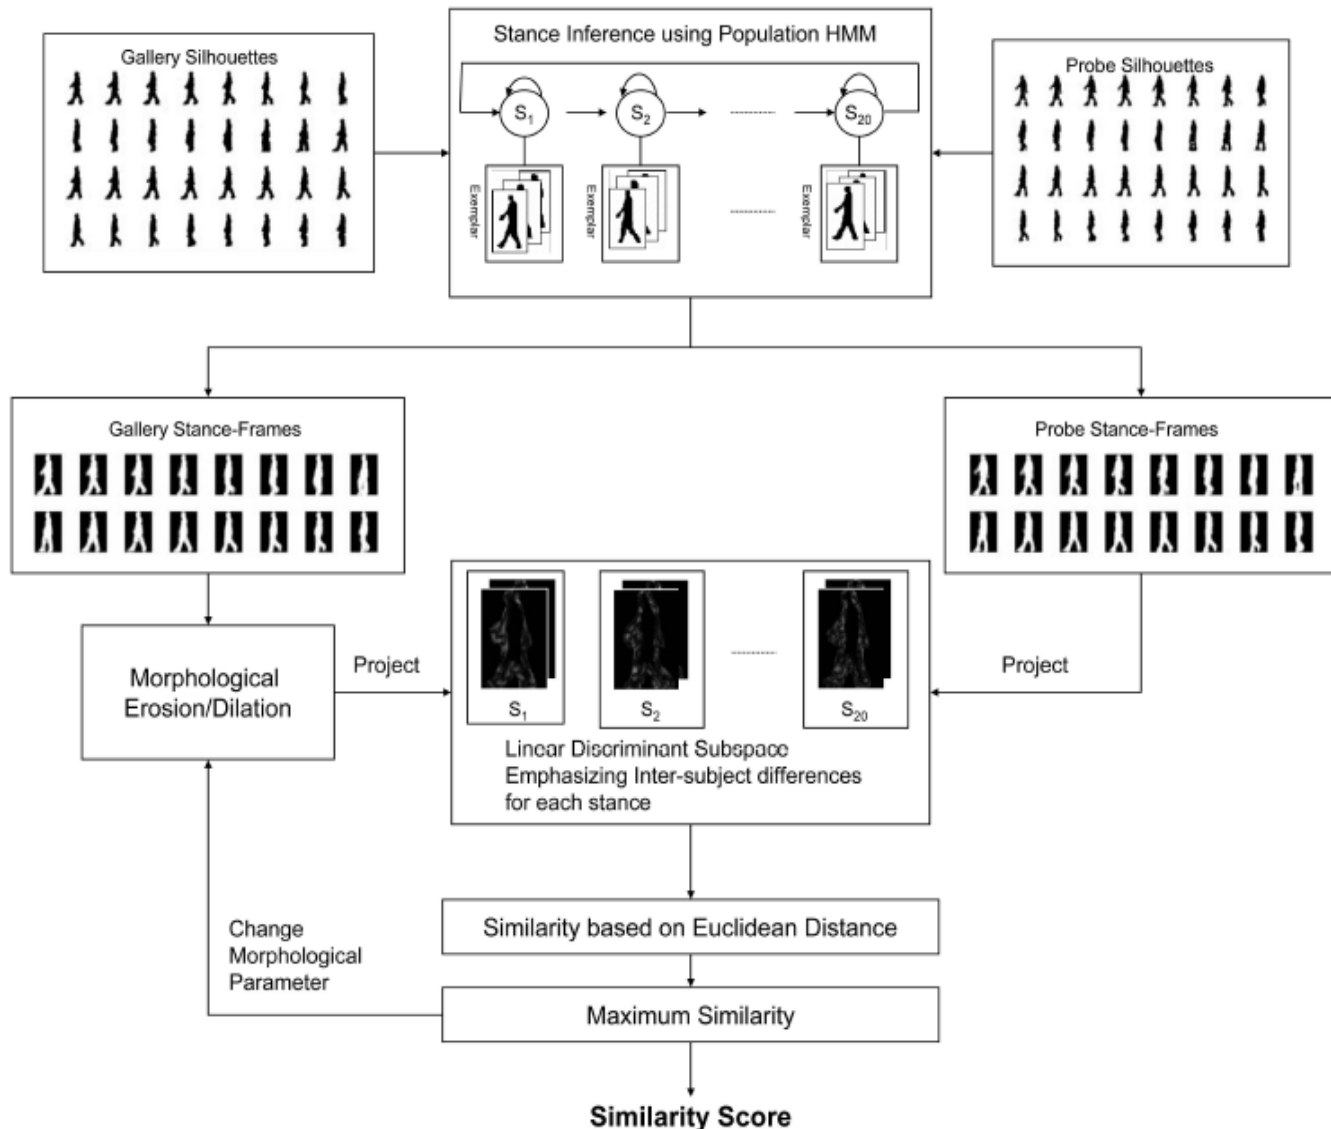 Stance Inference using Population HMM
Gallery Silhouettes
Probe Silhouettes
S1
S2
S20
Exemplar
Exemplar
Exemplar
Gallery Stance-Frames
Probe Stance-Frames
Morphological
Erosion/Dilation
Project
Project
S1
S2
S20
Linear Discriminant Subspace
Emphasizing Inter-subject differences
for each stance
Similarity based on Euclidean Distance
Change
Morphological
Parameter
Maximum Similarity
Similarity Score